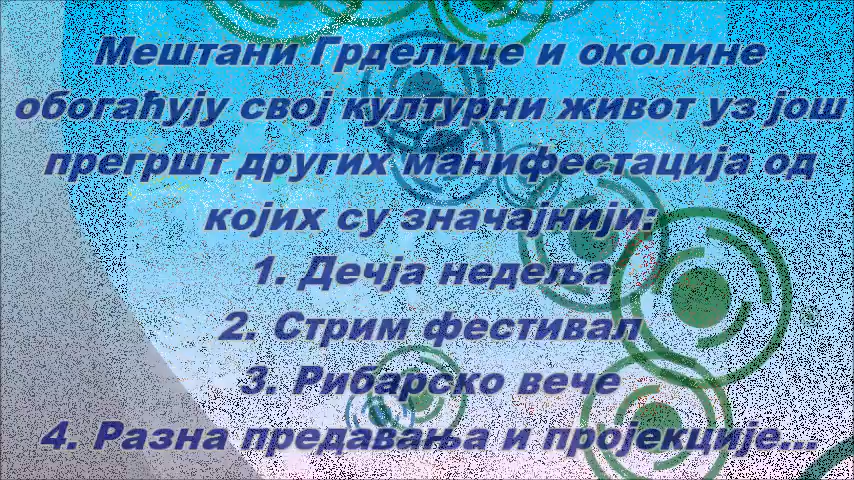 Мештани Грделице и околине
обогаћују свој културни живот уз још
прегршт других манифестација од
којих су значајнији:
1. Дечја недеља
2. Стрим фестивал
3. Рибарско вече
4. Разна предавања и пројекције...